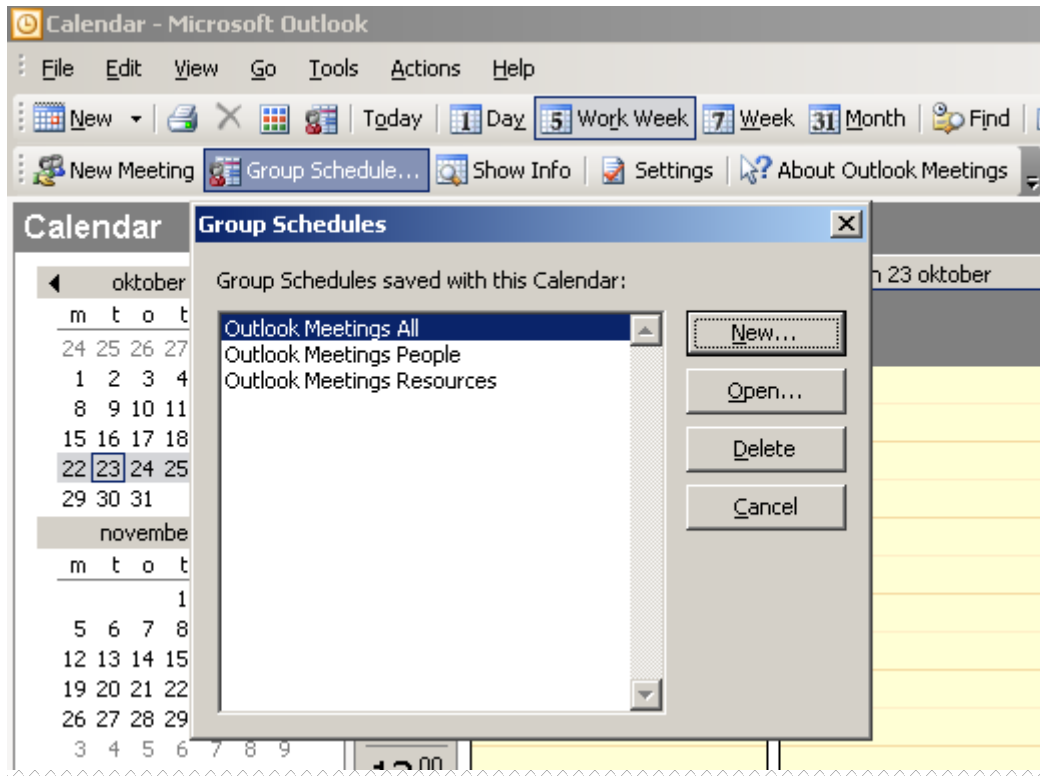 Calendar - Microsoft Outlook
File Edit View Go Tools Actions Help
New Today 1 Day 5 Work Week 7 Week 31 Month Find
New Meeting Group Schedule... Show Info Settings About Outlook Meetings
Calendar
Group Schedules
oktober
23 oktober
Group Schedules saved with this Calendar:
m t o t
24 25 26 27
1 2 3 4
8 9 10 11
15 16 17 18
22 23 24 25
29 30 31
november
m t o t
1
5 6 7 8
12 13 14 15
19 20 21 22
26 27 28 29
3 4 5 6 7 8 9
Outlook Meetings All
Outlook Meetings People
Outlook Meetings Resources
New...
Open...
Delete
Cancel